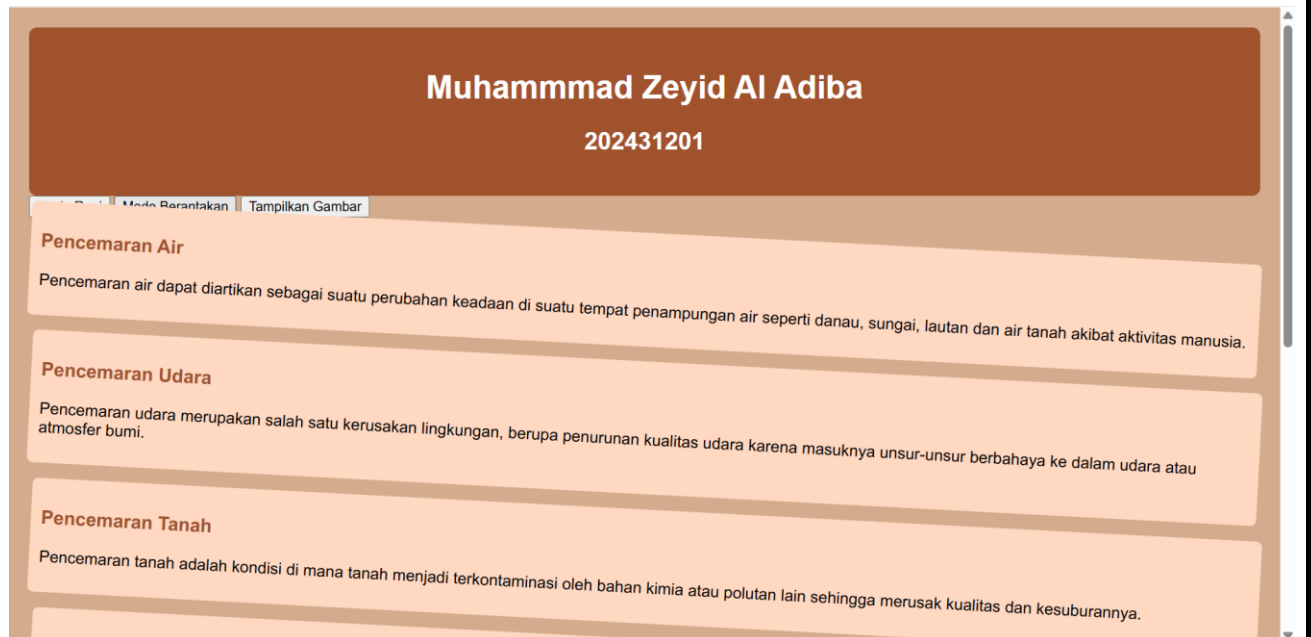 Muhammmad Zeyid Al Adiba
202431201
Mode Berantakan
Tampilkan Gambar
Pencemaran Air
Pencemaran air dapat diartikan sebagai suatu perubahan keadaan di suatu tempat penampungan air seperti danau, sungai, lautan dan air tanah akibat aktivitas manusia.
Pencemaran Udara
Pencemaran udara merupakan salah satu kerusakan lingkungan, berupa penurunan kualitas udara karena masuknya unsur-unsur berbahaya ke dalam udara atau
atmosfer bumi.
Pencemaran Tanah
Pencemaran tanah adalah kondisi di mana tanah menjadi terkontaminasi oleh bahan kimia atau polutan lain sehingga merusak kualitas dan kesuburannya.